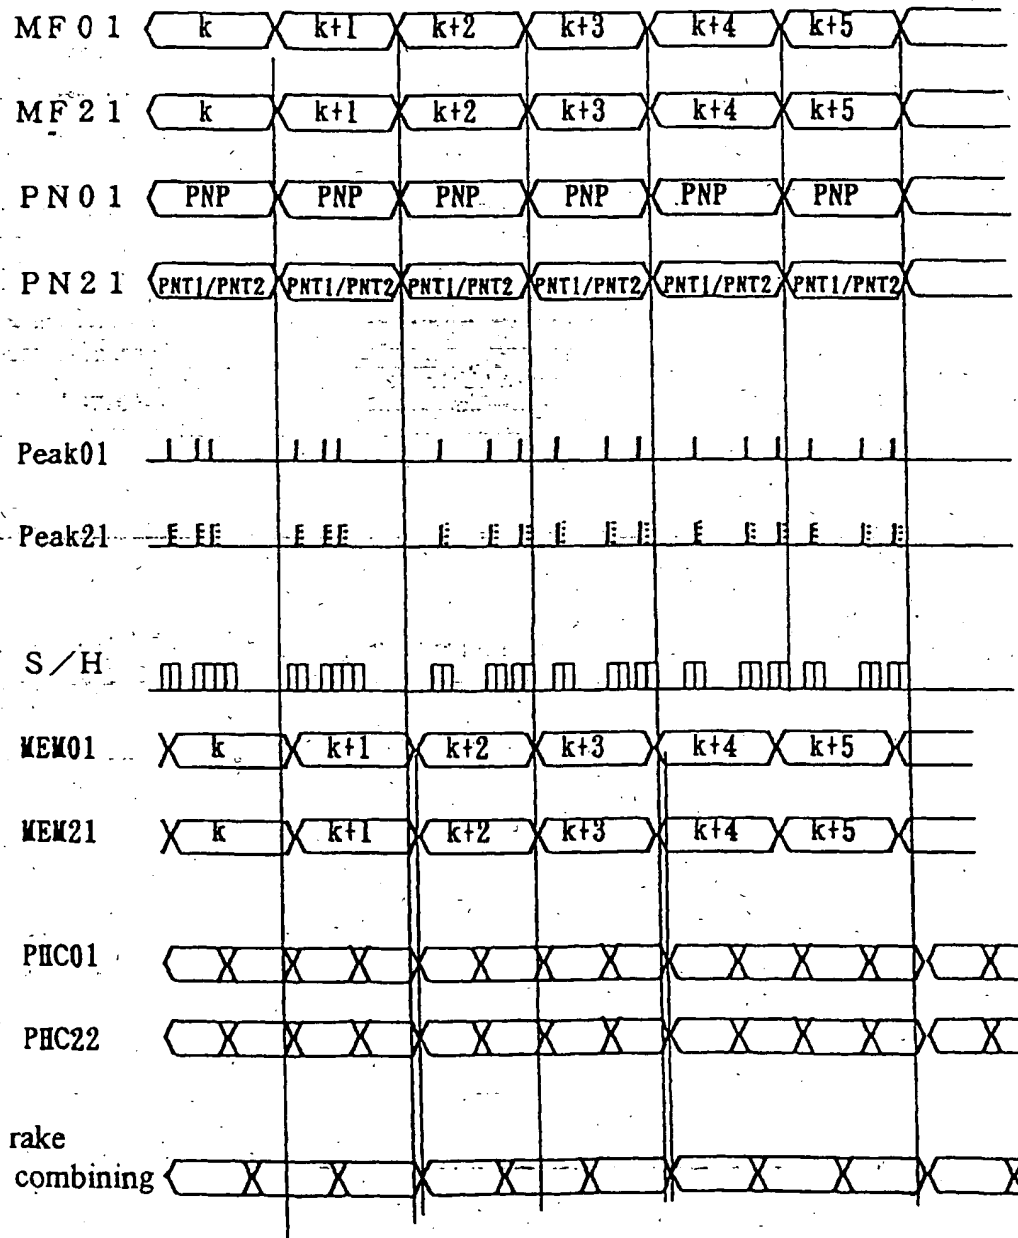 MF01 k k+1 k+2 k+3 k+4 k+5
MF21 k k+1 k+2 k+3 k+4 k+5
PN01 PNP PNP PNP PNP PNP PNP
PN21 PNT1/PNT2 PNT1/PNT2 PNT1/PNT2 PNT1/PNT2 PNT1/PNT2 PNT1/PNT2
Peak01
Peak21
S/H
MEM01 k k+1 k+2 k+3 k+4 k+5
MEM21 k k+1 k+2 k+3 k+4 k+5
PHC01
PHC22
rake
combining